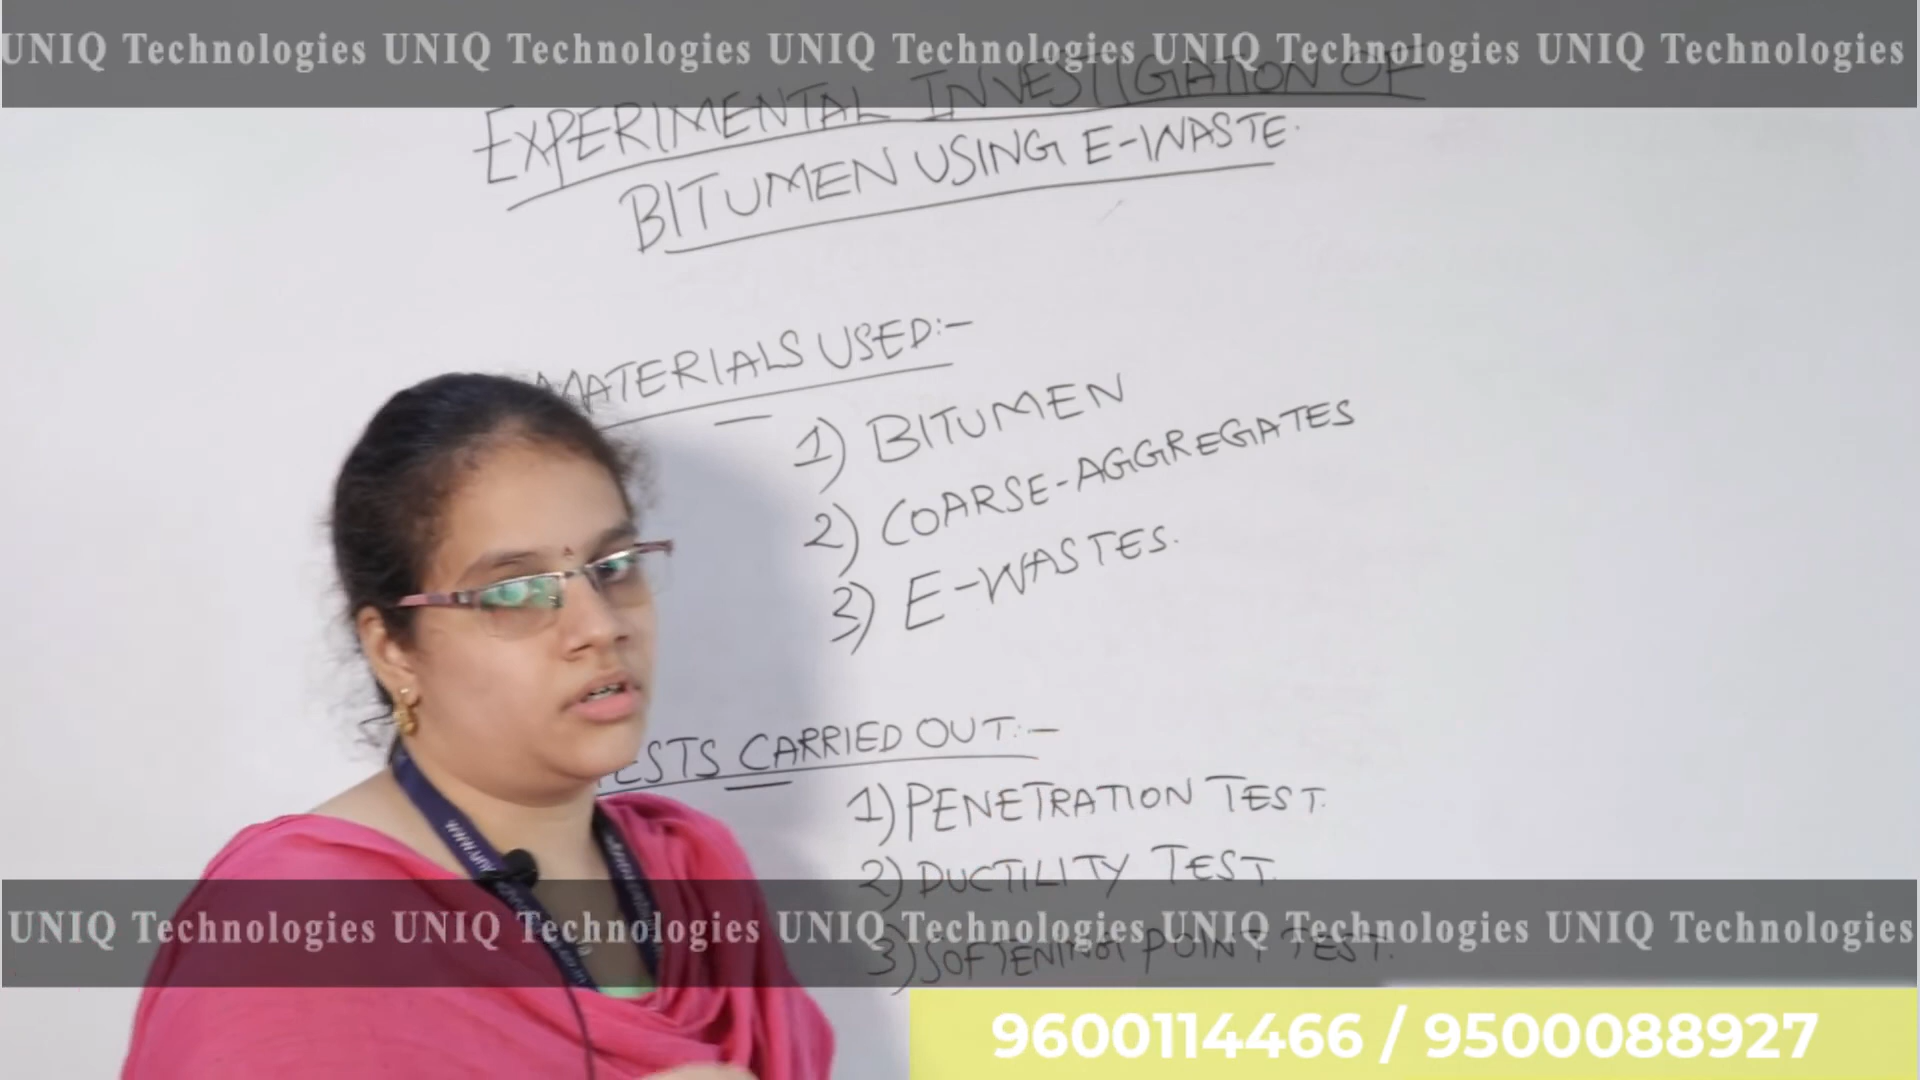 UNIQ Technologies UNIQ Technologies UNIQ Technologies UNIQ Technologies UNIQ Technologies
EXPERIMENTAL INVESTIGATION OF
BITUMEN USING E-WASTE.
MATERIALS USED:-
1) BITUMEN
2) COARSE-AGGREGATES
3) E-WASTES.
ESTS CARRIED OUT:-
1) PENETRATION TEST.
2) DUCTILITY TEST.
UNIQ Technologies UNIQ Technologies UNIQ Technologies UNIQ Technologies UNIQ Technologies
3) SOFTENING POINT TEST.
9600114466 / 9500088927